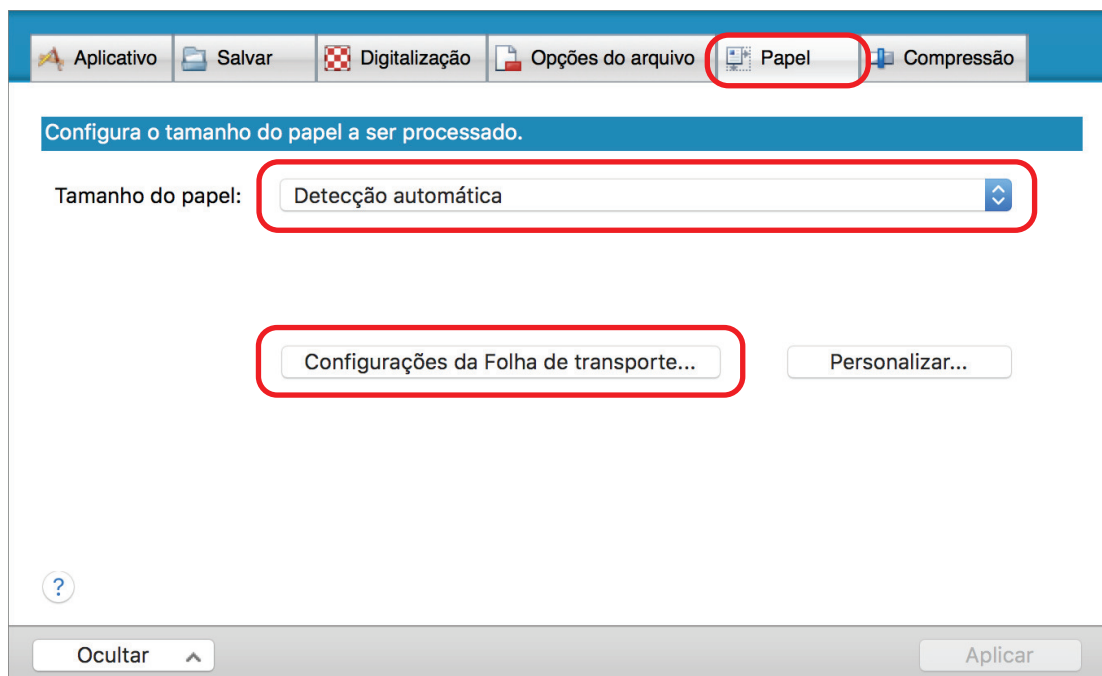 Aplicativo Salvar Digitalização Opções do arquivo Papel Compressão
Configura o tamanho do papel a ser processado.
Tamanho do papel: Detecção automática
Configurações da Folha de transporte... Personalizar...
?
Ocultar Aplicar